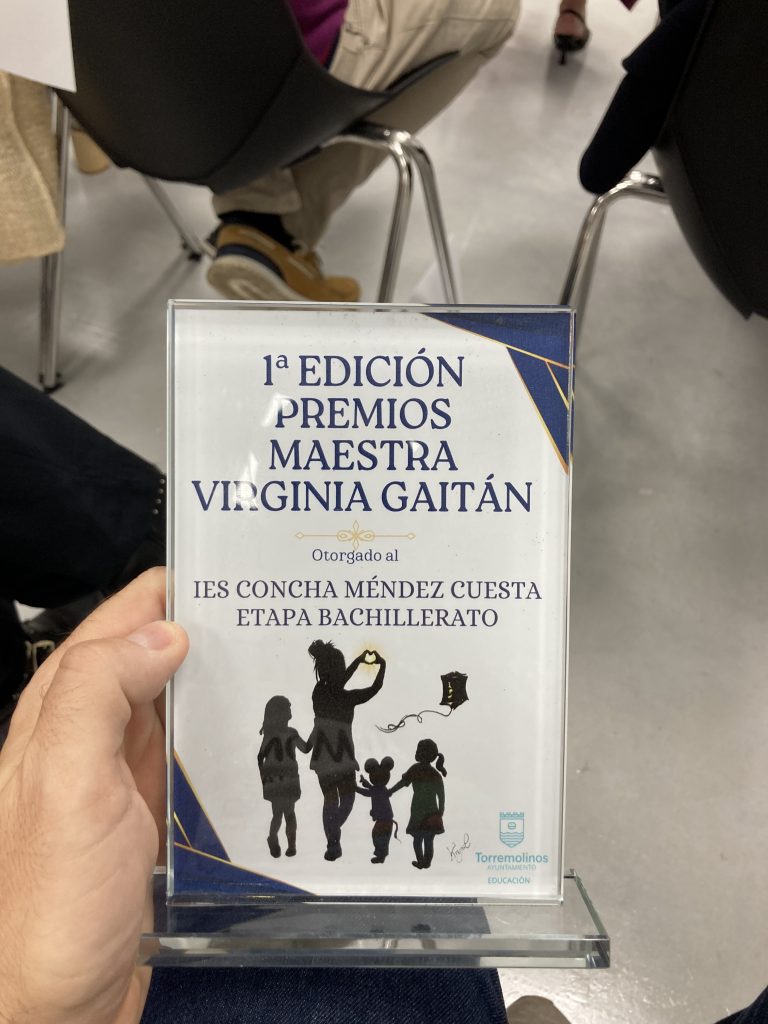 1ª EDICIÓN
PREMIOS
MAESTRA
VIRGINIA GAITÁN
Otorgado al
IES CONCHA MÉNDEZ CUESTA
ETAPA BACHILLERATO
Torremolinos
AYUNTAMIENTO
EDUCACIÓN